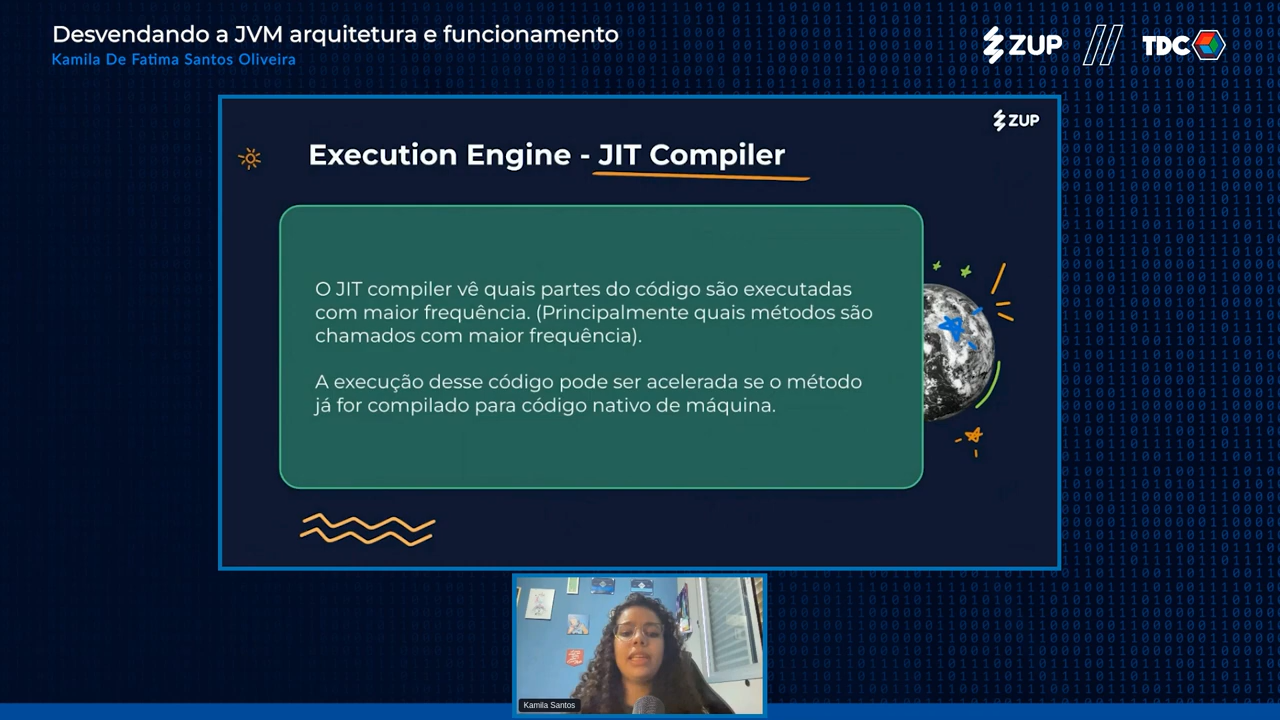 Desvendando a JVM arquitetura e funcionamento
Kamila De Fatima Santos Oliveira
ZUP
TDC
ZUP
Execution Engine - JIT Compiler
O JIT compiler vê quais partes do código são executadas
com maior frequência. (Principalmente quais métodos são
chamados com maior frequência).
A execução desse código pode ser acelerada se o método
já for compilado para código nativo de máquina.
Kamila Santos